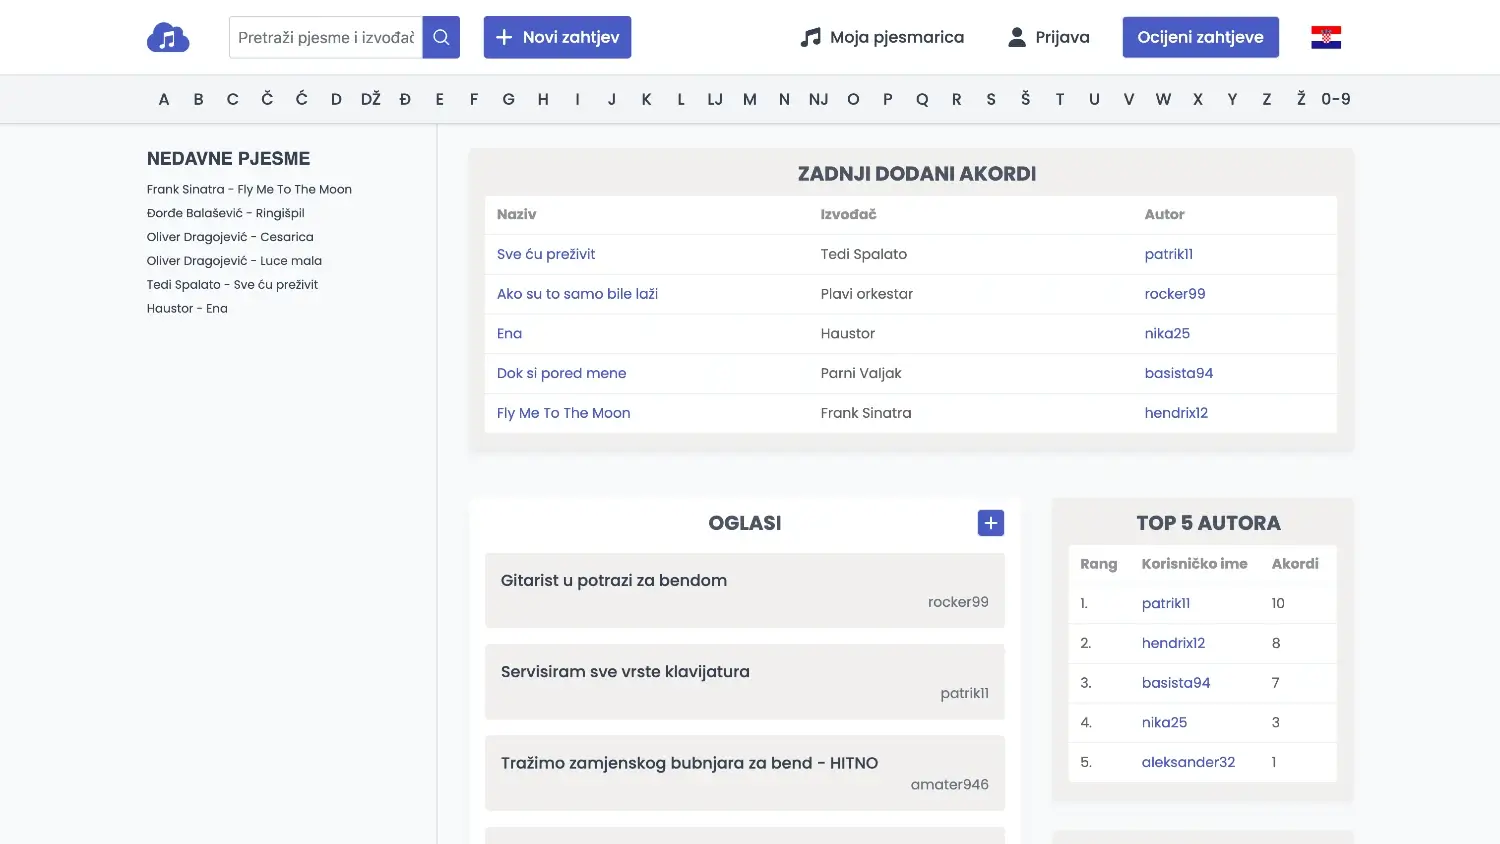 Pretraži pjesme i izvođač
Novi zahtjev
Moja pjesmarica
Prijava
Ocijeni zahtjeve
A B C Č Ć D DŽ Đ E F G H I J K L LJ M N NJ O P Q R S Š T U V W X Y Z Ž 0-9
NEDAVNE PJESME
Frank Sinatra - Fly Me To The Moon
Đorđe Balašević - Ringišpil
Oliver Dragojević - Cesarica
Oliver Dragojević - Luce mala
Tedi Spalato - Sve ću preživit
Haustor - Ena
ZADNJI DODANI AKORDI
Naziv Izvođač Autor
Sve ću preživit Tedi Spalato patrik11
Ako su to samo bile laži Plavi orkestar rocker99
Ena Haustor nika25
Dok si pored mene Parni Valjak basista94
Fly Me To The Moon Frank Sinatra hendrix12
OGLASI
Gitarist u potrazi za bendom
rocker99
Servisiram sve vrste klavijatura
patrik11
Tražimo zamjenskog bubnjara za bend - HITNO
amater946
TOP 5 AUTORA
Rang Korisničko ime Akordi
1. patrik11 10
2. hendrix12 8
3. basista94 7
4. nika25 3
5. aleksander32 1